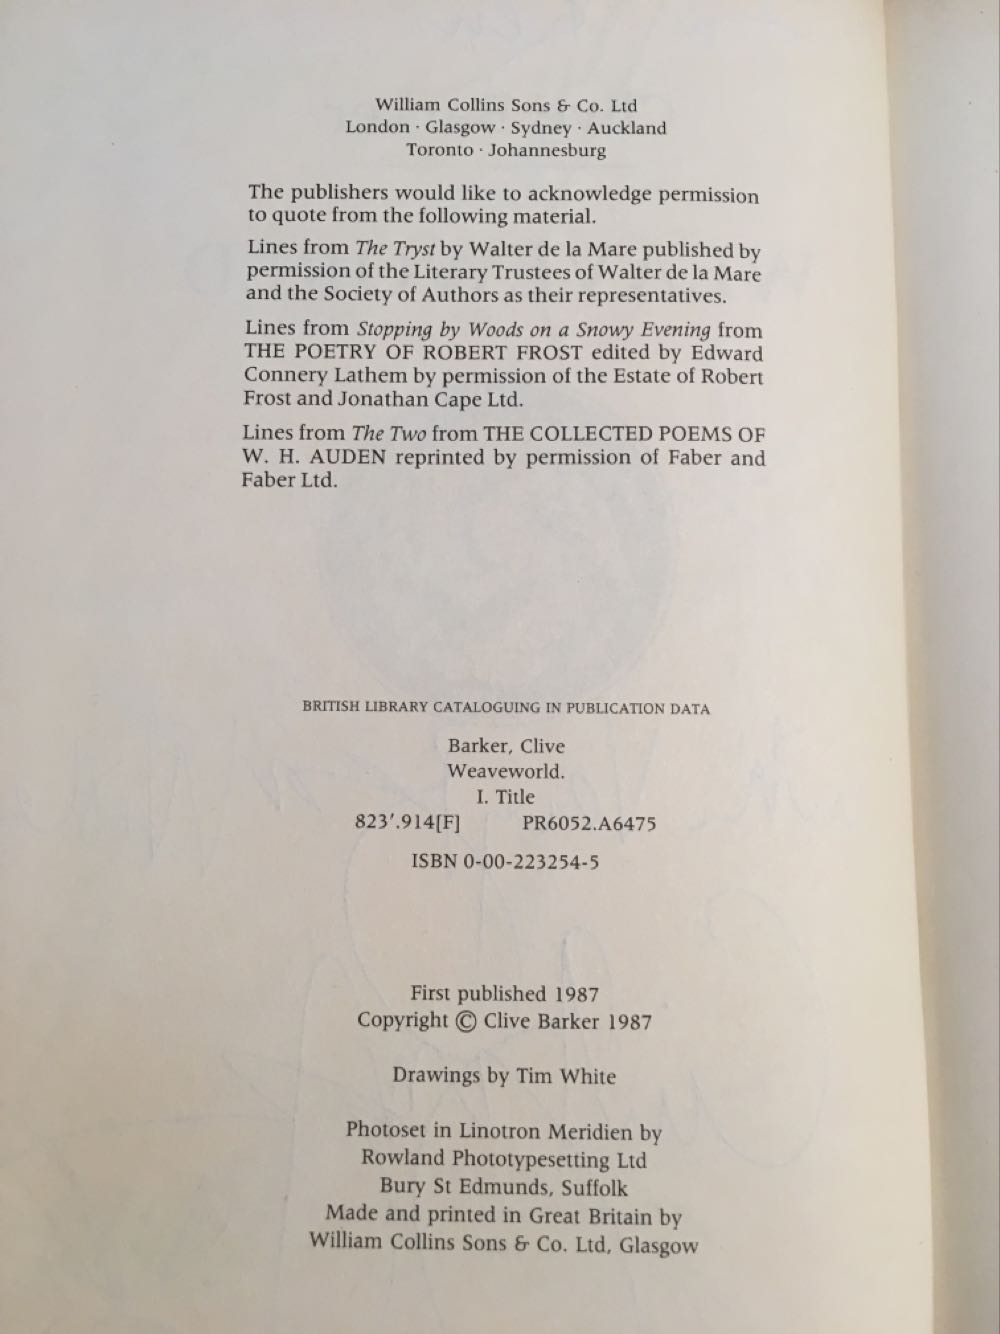 William Collins Sons & Co. Ltd
London · Glasgow · Sydney · Auckland
Toronto · Johannesburg
The publishers would like to acknowledge permission
to quote from the following material.
Lines from The Tryst by Walter de la Mare published by
permission of the Literary Trustees of Walter de la Mare
and the Society of Authors as their representatives.
Lines from Stopping by Woods on a Snowy Evening from
THE POETRY OF ROBERT FROST edited by Edward
Connery Lathem by permission of the Estate of Robert
Frost and Jonathan Cape Ltd.
Lines from The Two from THE COLLECTED POEMS OF
W. H. AUDEN reprinted by permission of Faber and
Faber Ltd.
BRITISH LIBRARY CATALOGUING IN PUBLICATION DATA
Barker, Clive
Weaveworld.
I. Title
823'.914[F] PR6052.A6475
ISBN 0-00-223254-5
First published 1987
Copyright © Clive Barker 1987
Drawings by Tim White
Photoset in Linotron Meridien by
Rowland Phototypesetting Ltd
Bury St Edmunds, Suffolk
Made and printed in Great Britain by
William Collins Sons & Co. Ltd, Glasgow